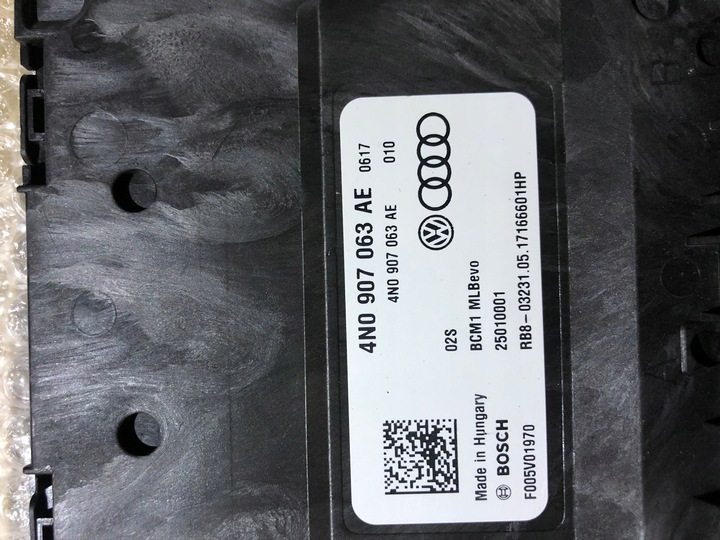 4N0 907 063 AE 0617
4N0 907 063 AE 010
02S
BCM1 MLBevo
25010001
RB8-03231.05.17166601HP
Made in Hungary
BOSCH
F005V01970